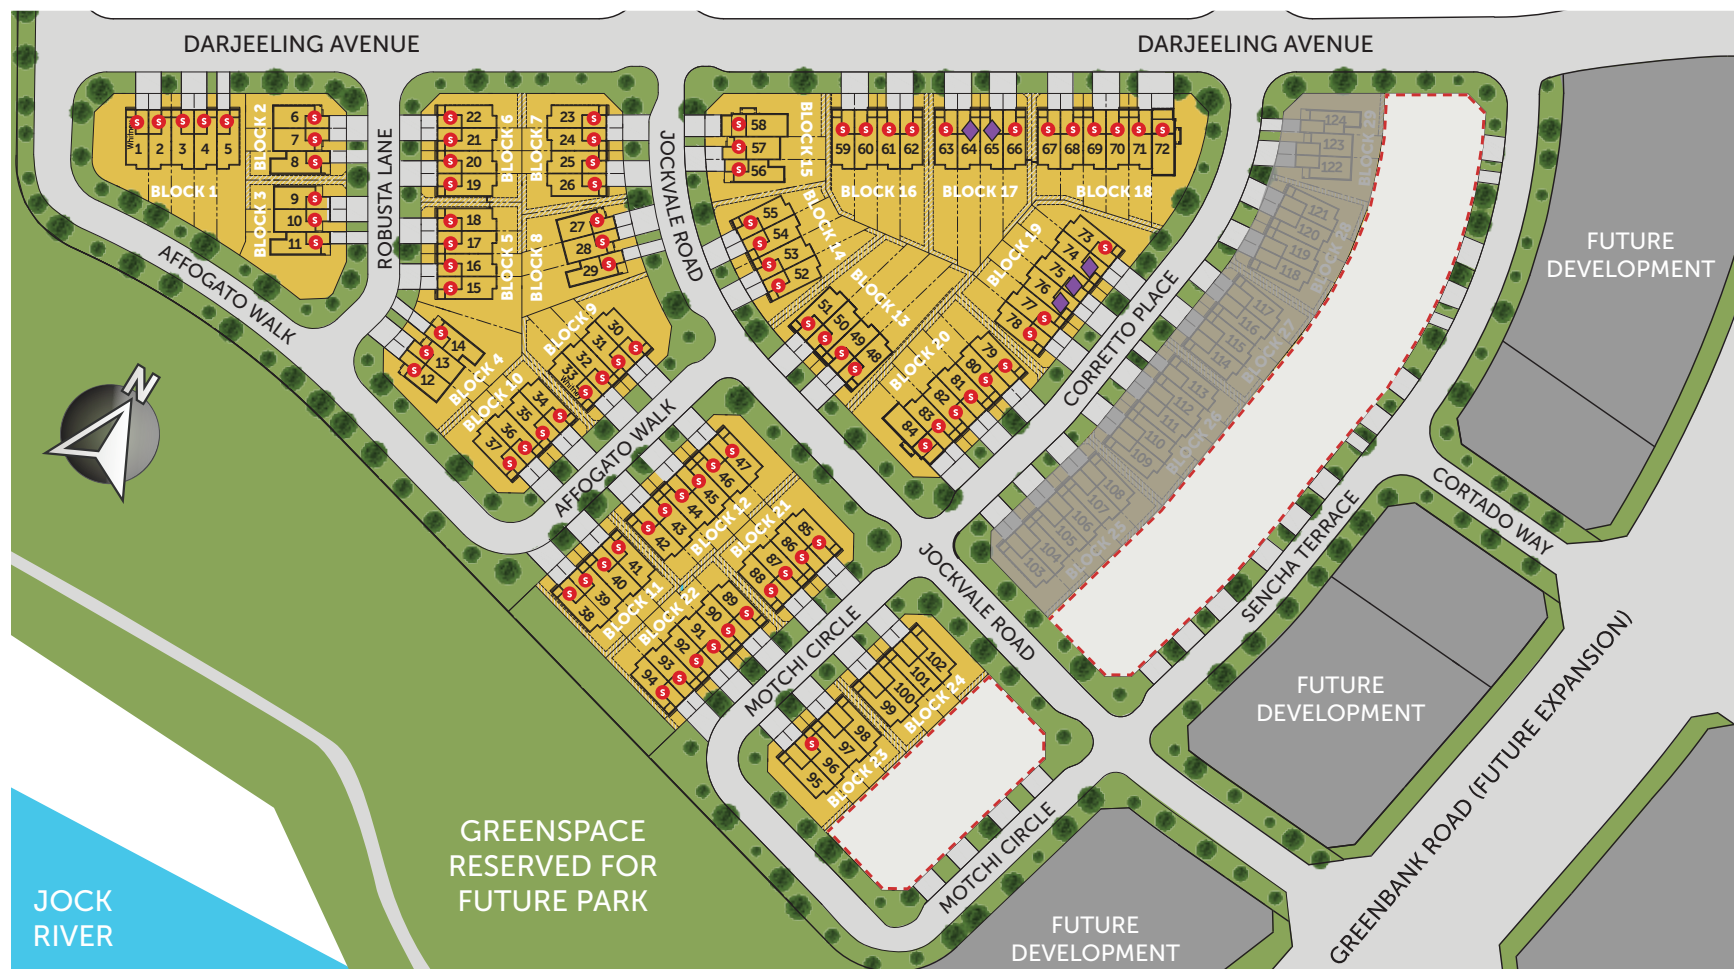 DARJEELING AVENUE
DARJEELING AVENUE
ROBUSTA LANE
JOCKVALE ROAD
AFFOGATO WALK
CORRETTO PLACE
AFFOGATO WALK
JOCKVALE ROAD
MOTCHI CIRCLE
MOTCHI CIRCLE
SENCHA TERRACE
CORTADO WAY
GREENBANK ROAD (FUTURE EXPANSION)
FUTURE
DEVELOPMENT
FUTURE
DEVELOPMENT
FUTURE
DEVELOPMENT
GREENSPACE
RESERVED FOR
FUTURE PARK
JOCK
RIVER
N
BLOCK 1
1 2 3 4 5
BLOCK 2
6
7
8
BLOCK 3
9
10
11
BLOCK 4
14
13
12
BLOCK 5
18
17
16
15
BLOCK 6
22
21
20
19
BLOCK 7
23
24
25
26
BLOCK 8
27
28
29
BLOCK 9
30
31
32
33
BLOCK 10
34
35
36
37
BLOCK 11
41
40
39
38
BLOCK 12
47
46
45
44
43
42
BLOCK 13
51
50
49
48
BLOCK 14
55
54
53
52
BLOCK 15
58
57
56
BLOCK 16
59 60 61 62
BLOCK 17
63 64 65 66
BLOCK 18
67 68 69 70 71 72
BLOCK 19
73
74
75
76
77
78
BLOCK 20
79
80
81
82
83
84
BLOCK 21
85
86
87
88
BLOCK 22
89
90
91
92
93
94
BLOCK 23
98
97
96
95
BLOCK 24
102
101
100
99
BLOCK 25
108
107
106
105
104
103
BLOCK 26
113
112
111
110
109
BLOCK 27
117
116
115
114
BLOCK 28
121
120
119
118
BLOCK 29
124
123
122